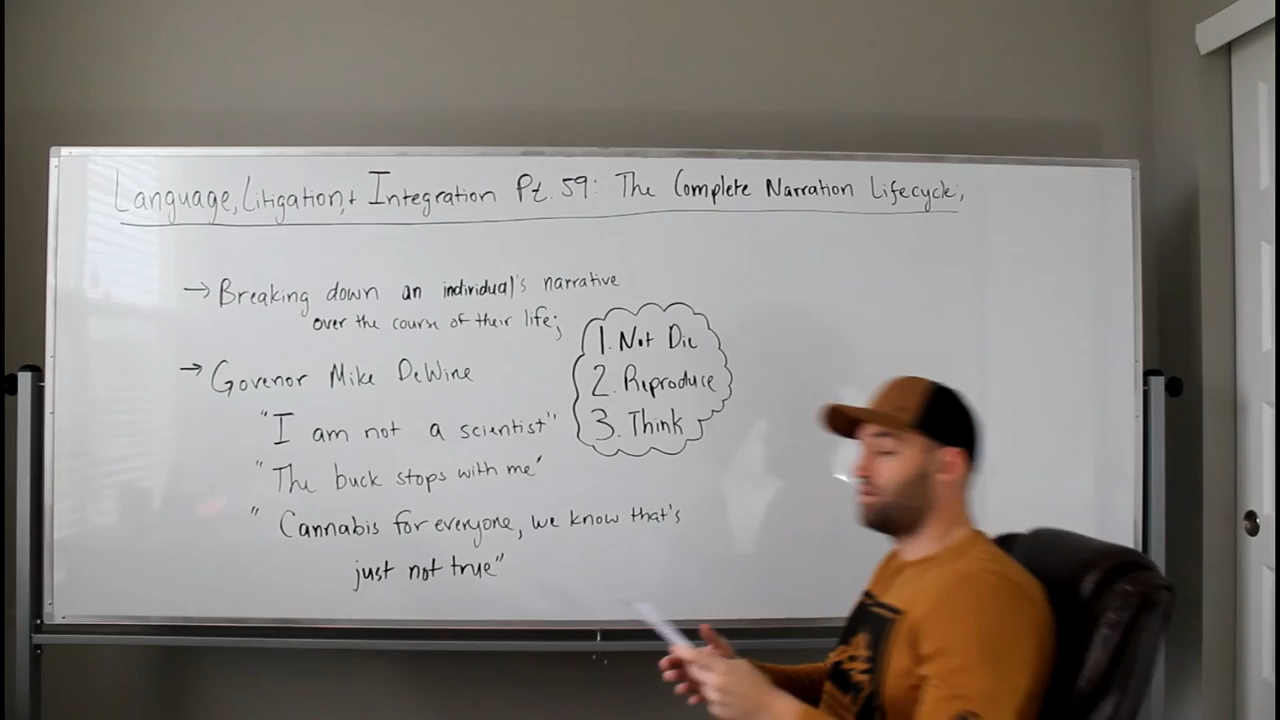 Language, Litigation, + Integration Pt. 59: The Complete Narration Lifecycle;
→ Breaking down an individual's narrative
over the course of their life;
→ Govenor Mike DeWine
"I am not a scientist"
"The buck stops with me"
"Cannabis for everyone, we know that's
just not true"
1. Not Die
2. Reproduce
3. Think